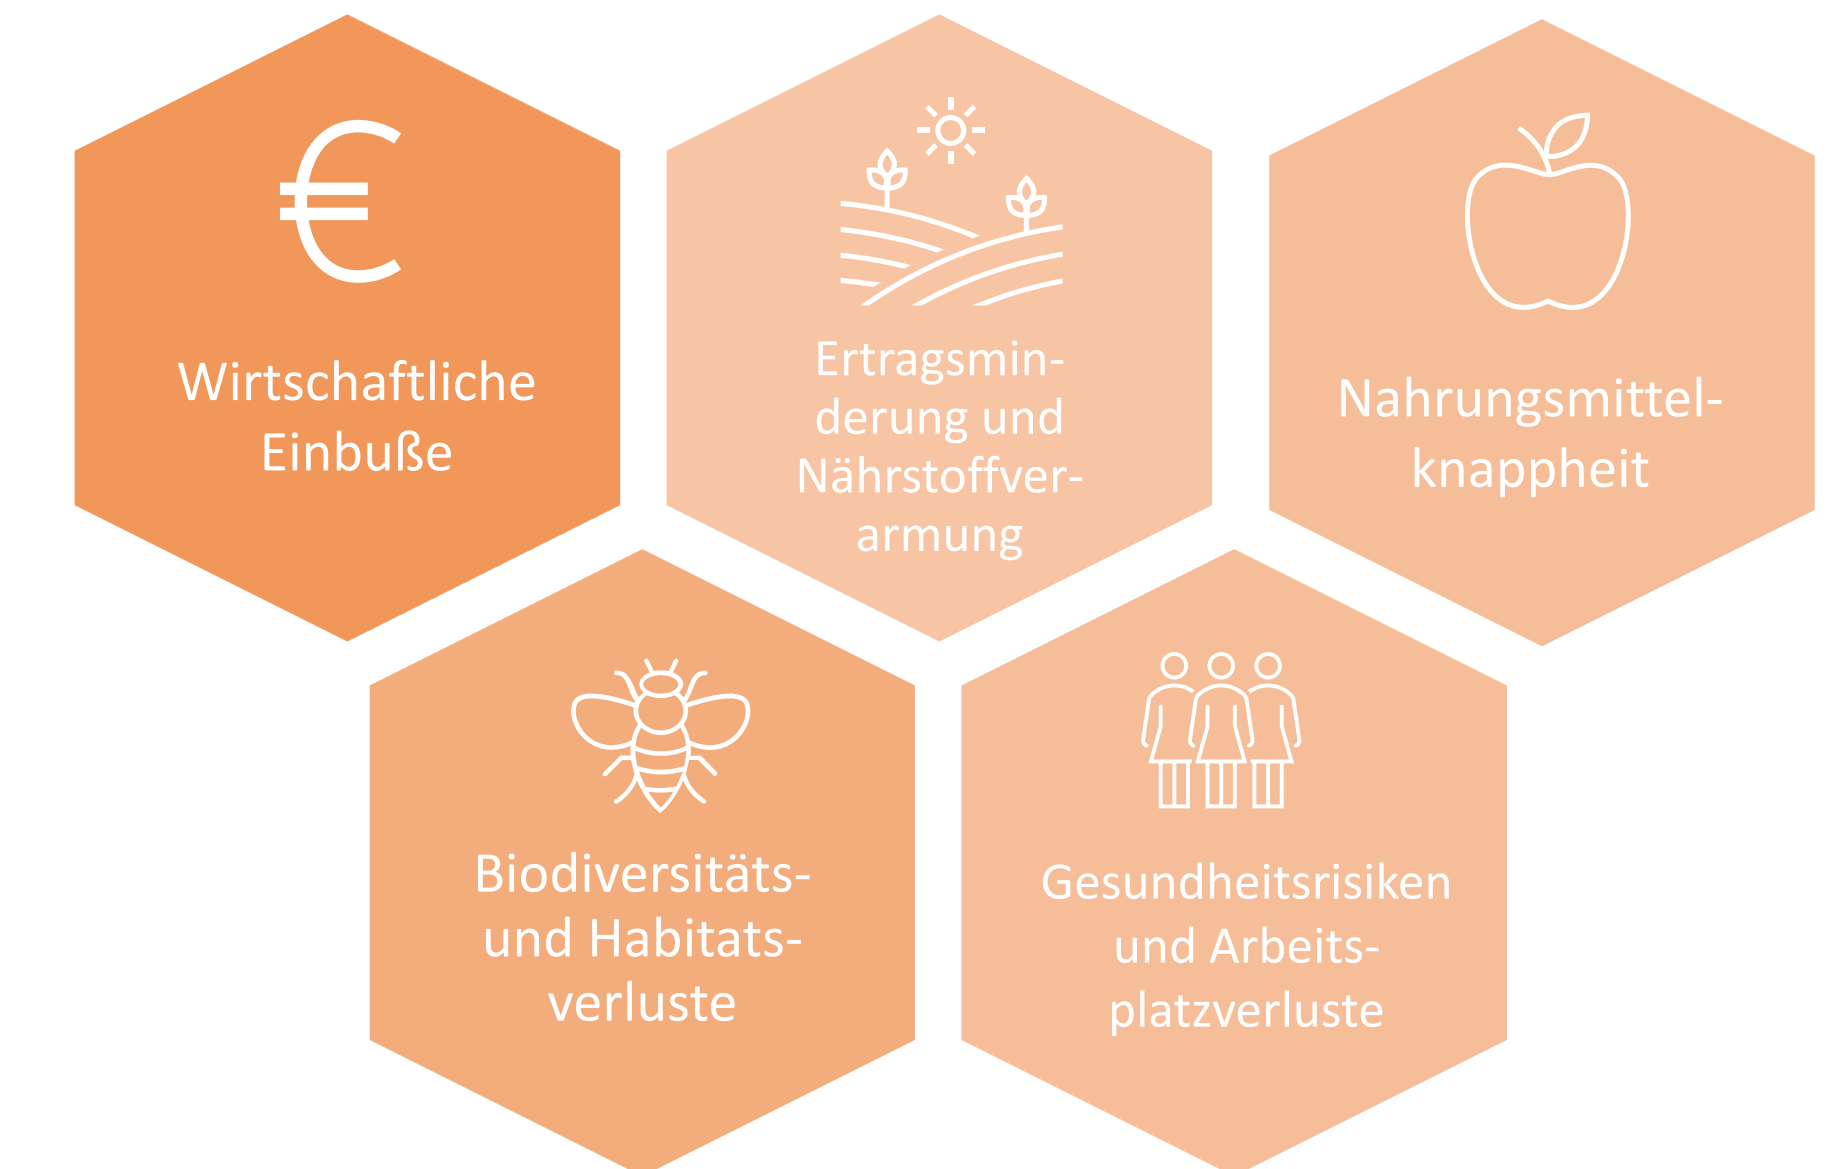 Wirtschaftliche
Einbuße
Ertragsmin-
derung und
Nährstoffver-
armung
Nahrungsmittel-
knappheit
Biodiversitäts-
und Habitats-
verluste
Gesundheitsrisiken
und Arbeits-
platzverluste